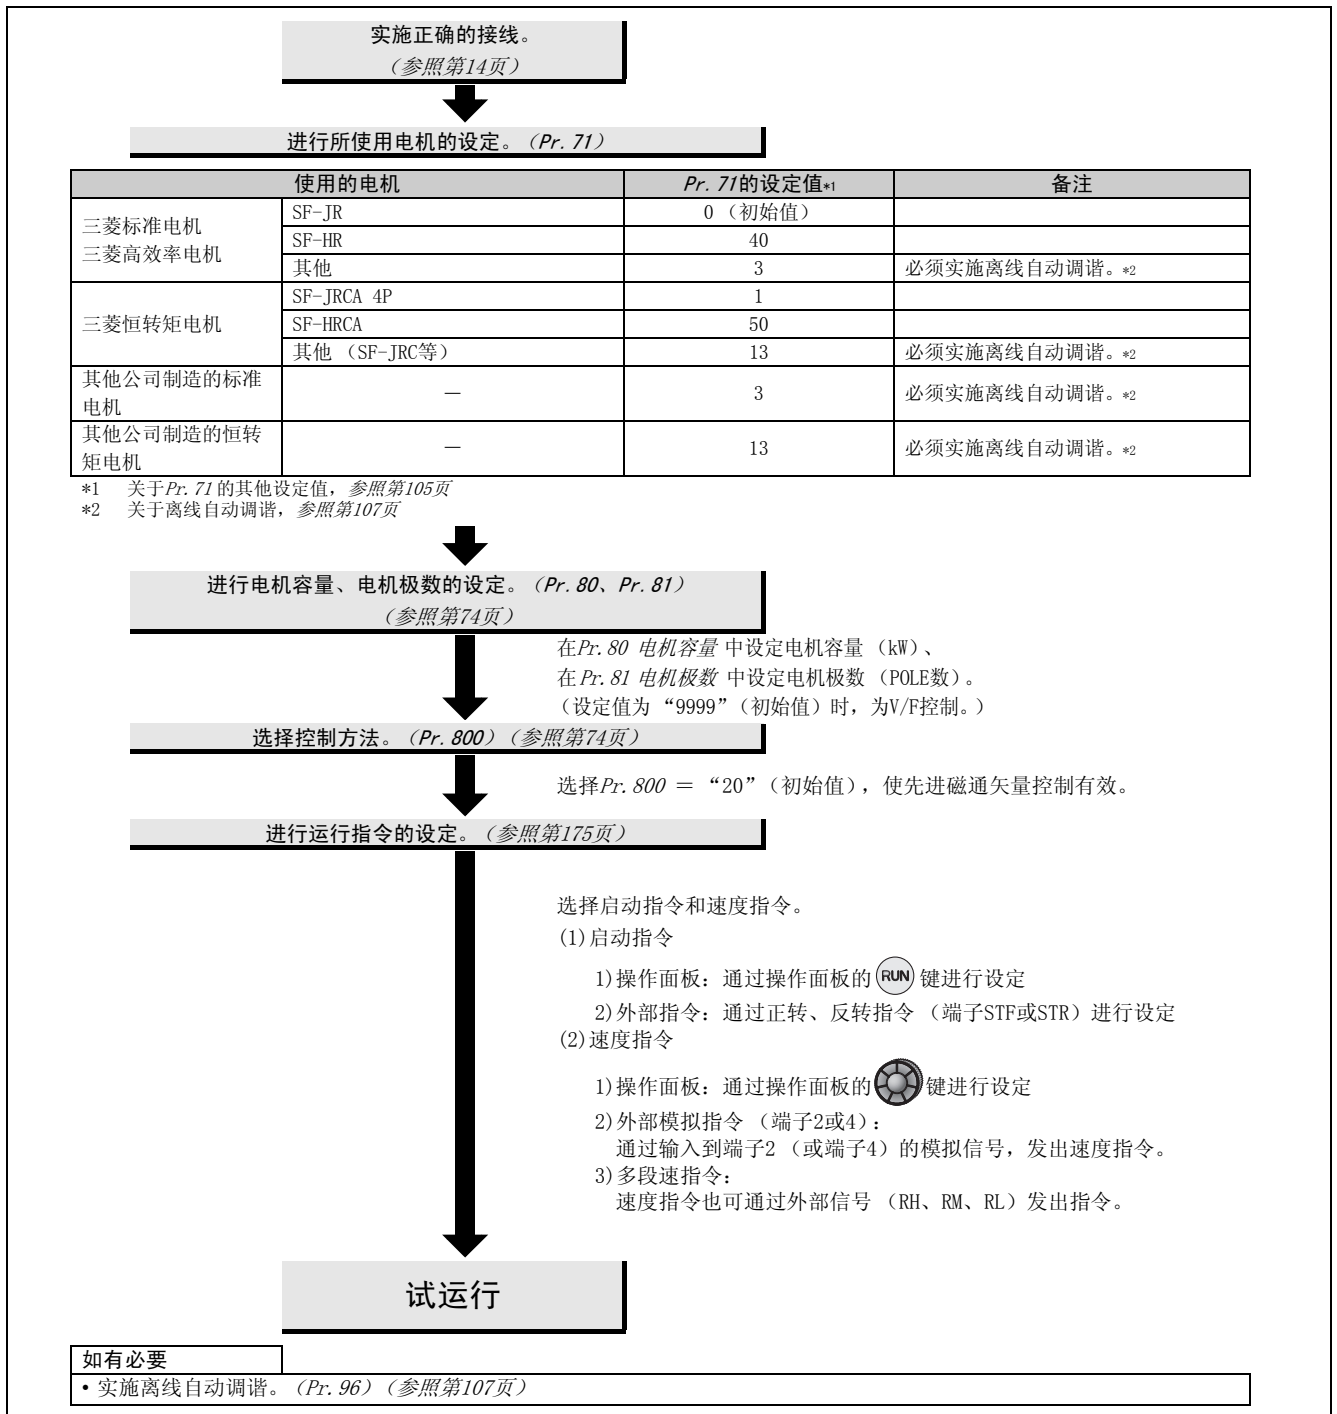 实施正确的接线。
（参照第14页）
进行所使用电机的设定。（Pr. 71）
使用的电机 Pr. 71的设定值*1 备注
三菱标准电机
三菱高效率电机
SF-JR 0 （初始值）
SF-HR 40
其他 3 必须实施离线自动调谐。*2
三菱恒转矩电机
SF-JRCA 4P 1
SF-HRCA 50
其他 （SF-JRC等） 13 必须实施离线自动调谐。*2
其他公司制造的标准
电机
— 3 必须实施离线自动调谐。*2
其他公司制造的恒转
矩电机
— 13 必须实施离线自动调谐。*2
*1 关于Pr. 71 的其他设定值，参照第105页
*2 关于离线自动调谐，参照第107页
进行电机容量、电机极数的设定。（Pr. 80、Pr. 81）
（参照第74页）
在Pr. 80 电机容量 中设定电机容量 （kW）、
在Pr. 81 电机极数 中设定电机极数 （POLE数）。
（设定值为 “9999”（初始值）时，为V/F控制。）
选择控制方法。（Pr. 800）（参照第74页）
选择Pr. 800 ＝ “20”（初始值），使先进磁通矢量控制有效。
进行运行指令的设定。（参照第175页）
选择启动指令和速度指令。
(1)启动指令
1)操作面板：通过操作面板的 RUN 键进行设定
2)外部指令：通过正转、反转指令 （端子STF或STR）进行设定
(2)速度指令
1)操作面板：通过操作面板的 键进行设定
2)外部模拟指令 （端子2或4）：
通过输入到端子2 （或端子4）的模拟信号，发出速度指令。
3)多段速指令：
速度指令也可通过外部信号 （RH、RM、RL）发出指令。
试运行
如有必要
• 实施离线自动调谐。（Pr. 96）（参照第107页）